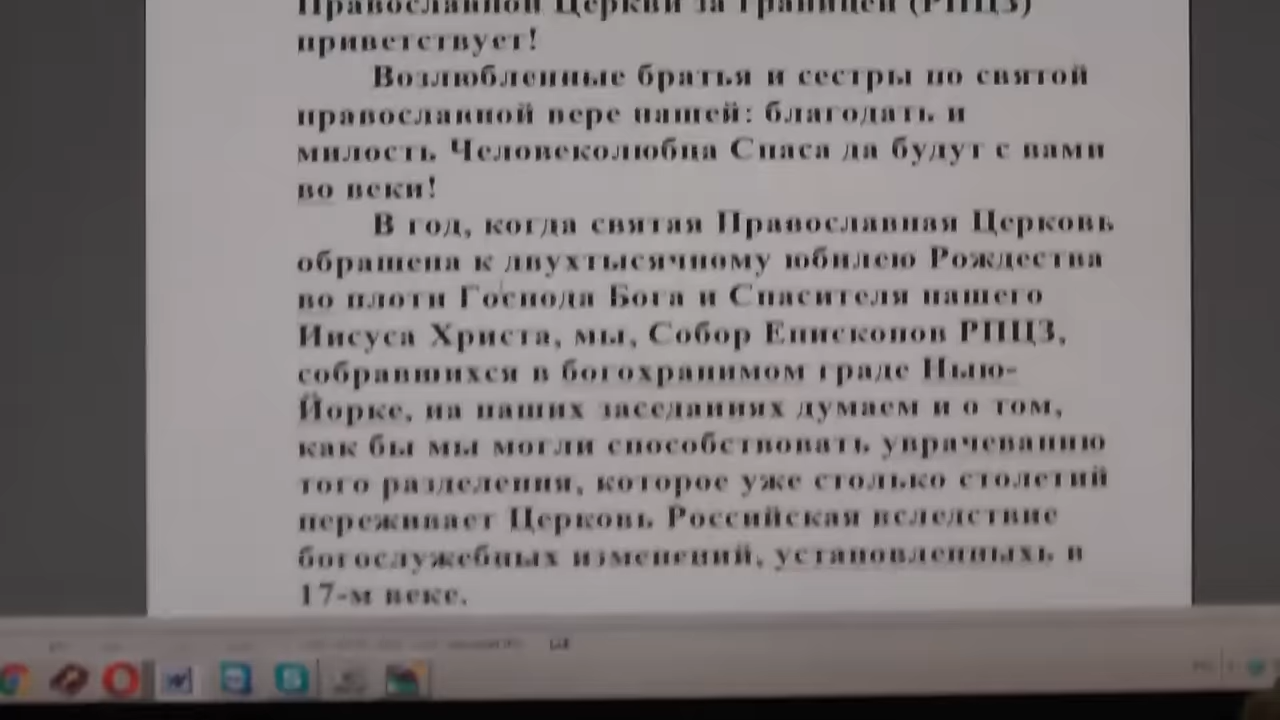 Православной Церкви за границей (РПЦЗ)
приветствует!
Возлюбленные братья и сестры по святой
православной вере нашей: благодать и
милость Человеколюбца Спаса да будут с вами
во веки!
В год, когда святая Православная Церковь
обращена к двухтысячному юбилею Рождества
во плоти Господа Бога и Спасителя нашего
Иисуса Христа, мы, Собор Епископов РПЦЗ,
собравшихся в богохранимом граде Нью-
Йорке, на наших заседаниях думаем и о том,
как бы мы могли способствовать уврачеванию
того разделения, которое уже столько столетий
переживает Церковь Российская вследствие
богослужебных изменений, установленныхъ в
17-м веке.